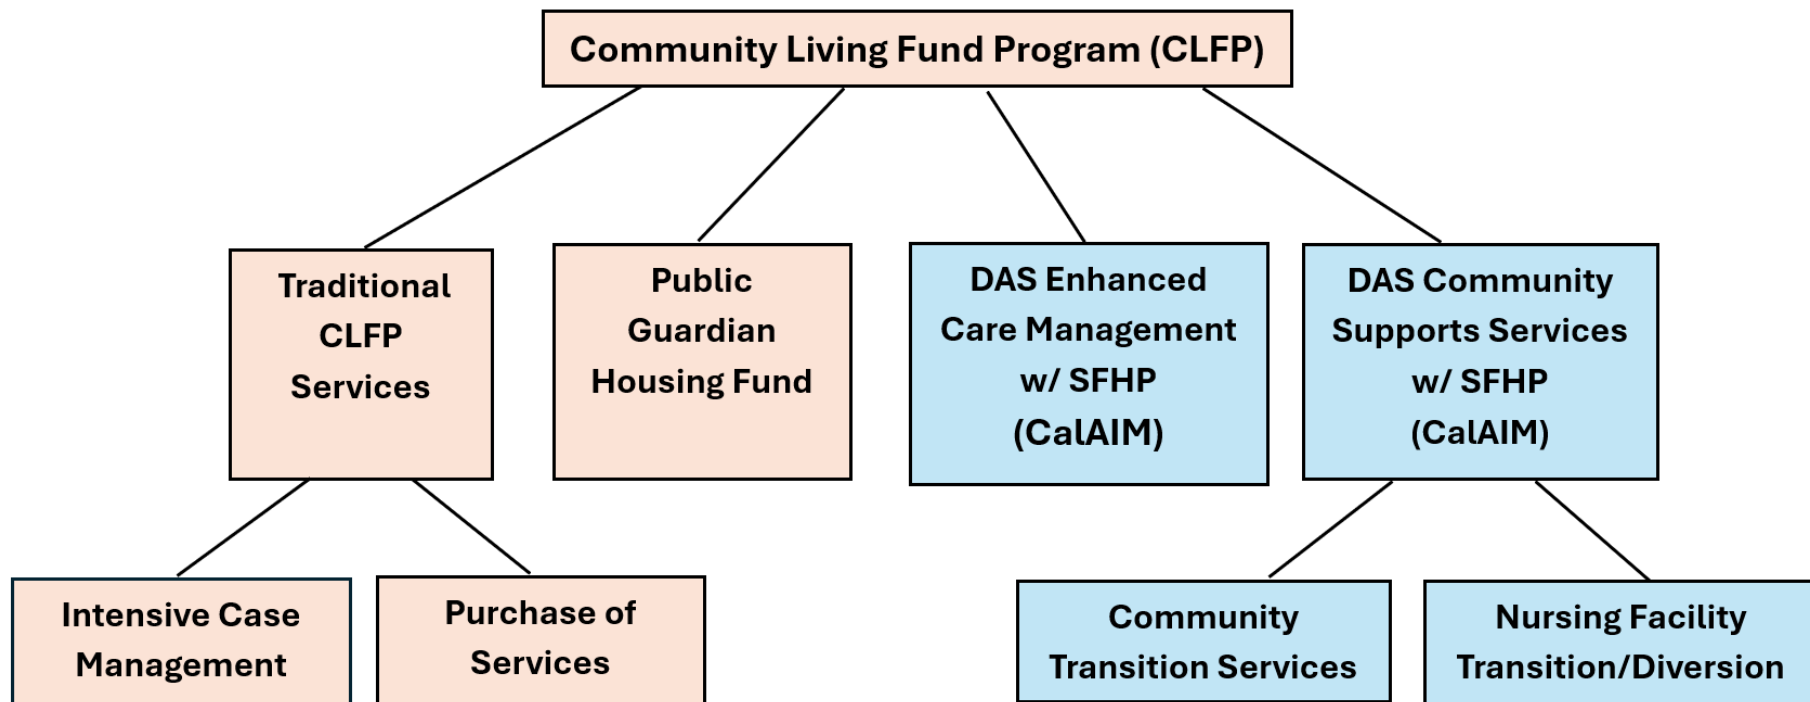 Community Living Fund Program (CLFP)
Traditional
CLFP
Services
Public
Guardian
Housing Fund
DAS Enhanced
Care Management
w/ SFHP
(CalAIM)
DAS Community
Supports Services
w/ SFHP
(CalAIM)
Intensive Case
Management
Purchase of
Services
Community
Transition Services
Nursing Facility
Transition/Diversion